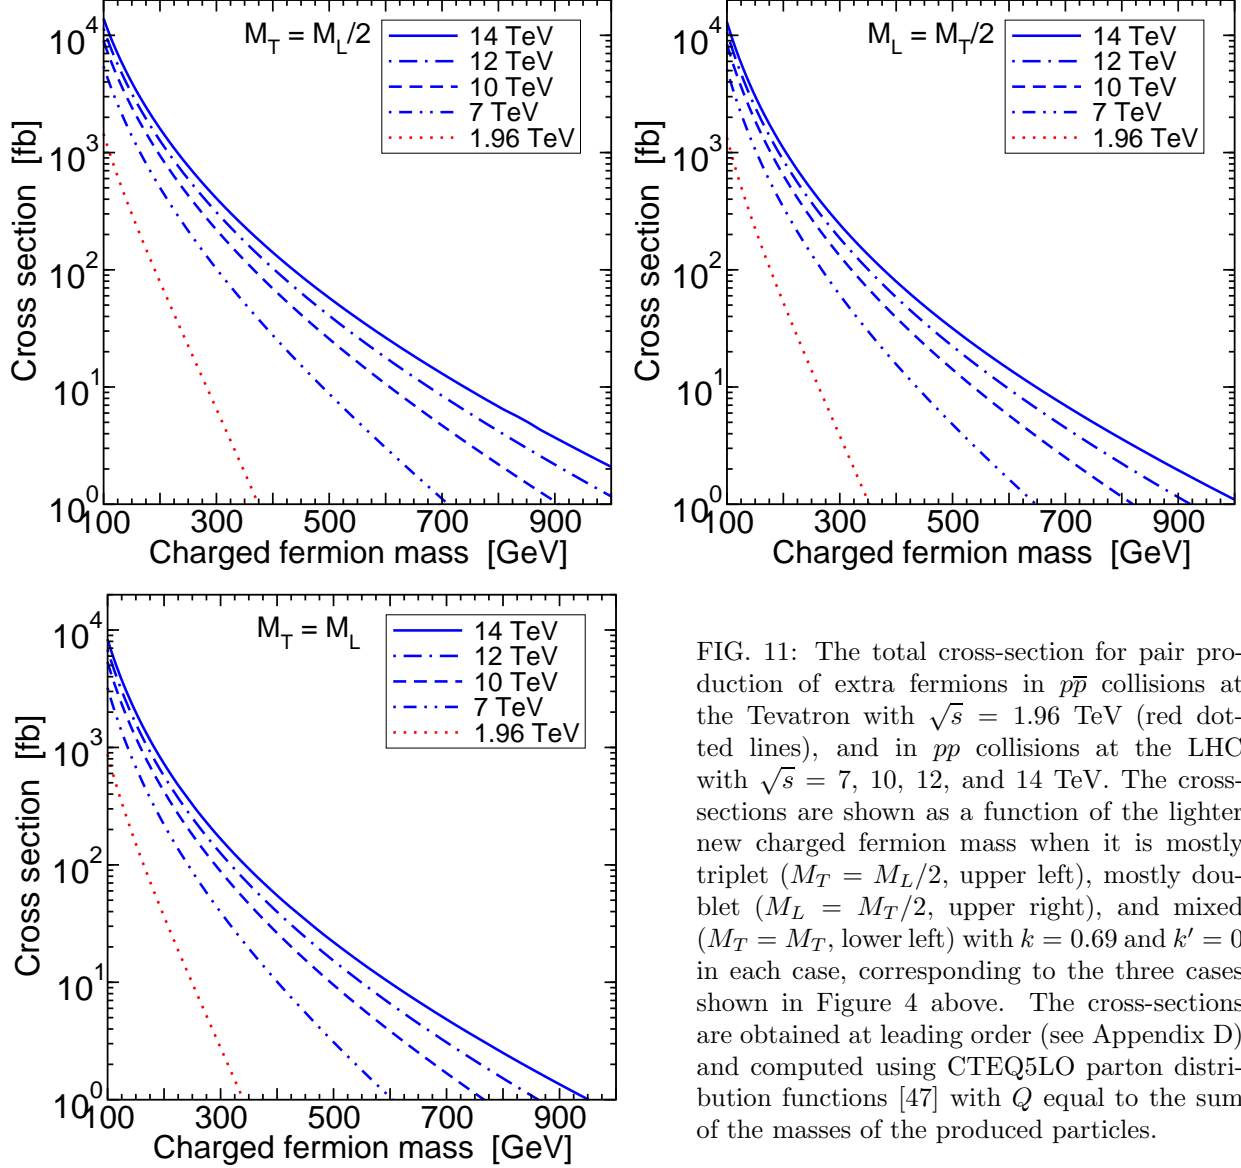 M_T = M_L/2
14 TeV
12 TeV
10 TeV
7 TeV
1.96 TeV
10^4
10^3
10^2
10^1
10^0
Cross section [fb]
100 300 500 700 900
Charged fermion mass [GeV]
M_L = M_T/2
14 TeV
12 TeV
10 TeV
7 TeV
1.96 TeV
10^4
10^3
10^2
10^1
10^0
Cross section [fb]
100 300 500 700 900
Charged fermion mass [GeV]
M_T = M_L
14 TeV
12 TeV
10 TeV
7 TeV
1.96 TeV
10^4
10^3
10^2
10^1
10^0
Cross section [fb]
100 300 500 700 900
Charged fermion mass [GeV]
FIG. 11: The total cross-section for pair pro-
duction of extra fermions in pp̅ collisions at
the Tevatron with √s = 1.96 TeV (red dot-
ted lines), and in pp collisions at the LHC
with √s = 7, 10, 12, and 14 TeV. The cross-
sections are shown as a function of the lighter
new charged fermion mass when it is mostly
triplet (M_T = M_L/2, upper left), mostly dou-
blet (M_L = M_T/2, upper right), and mixed
(M_T = M_T, lower left) with k = 0.69 and k′ = 0
in each case, corresponding to the three cases
shown in Figure 4 above. The cross-sections
are obtained at leading order (see Appendix D)
and computed using CTEQ5LO parton distri-
bution functions [47] with Q equal to the sum
of the masses of the produced particles.